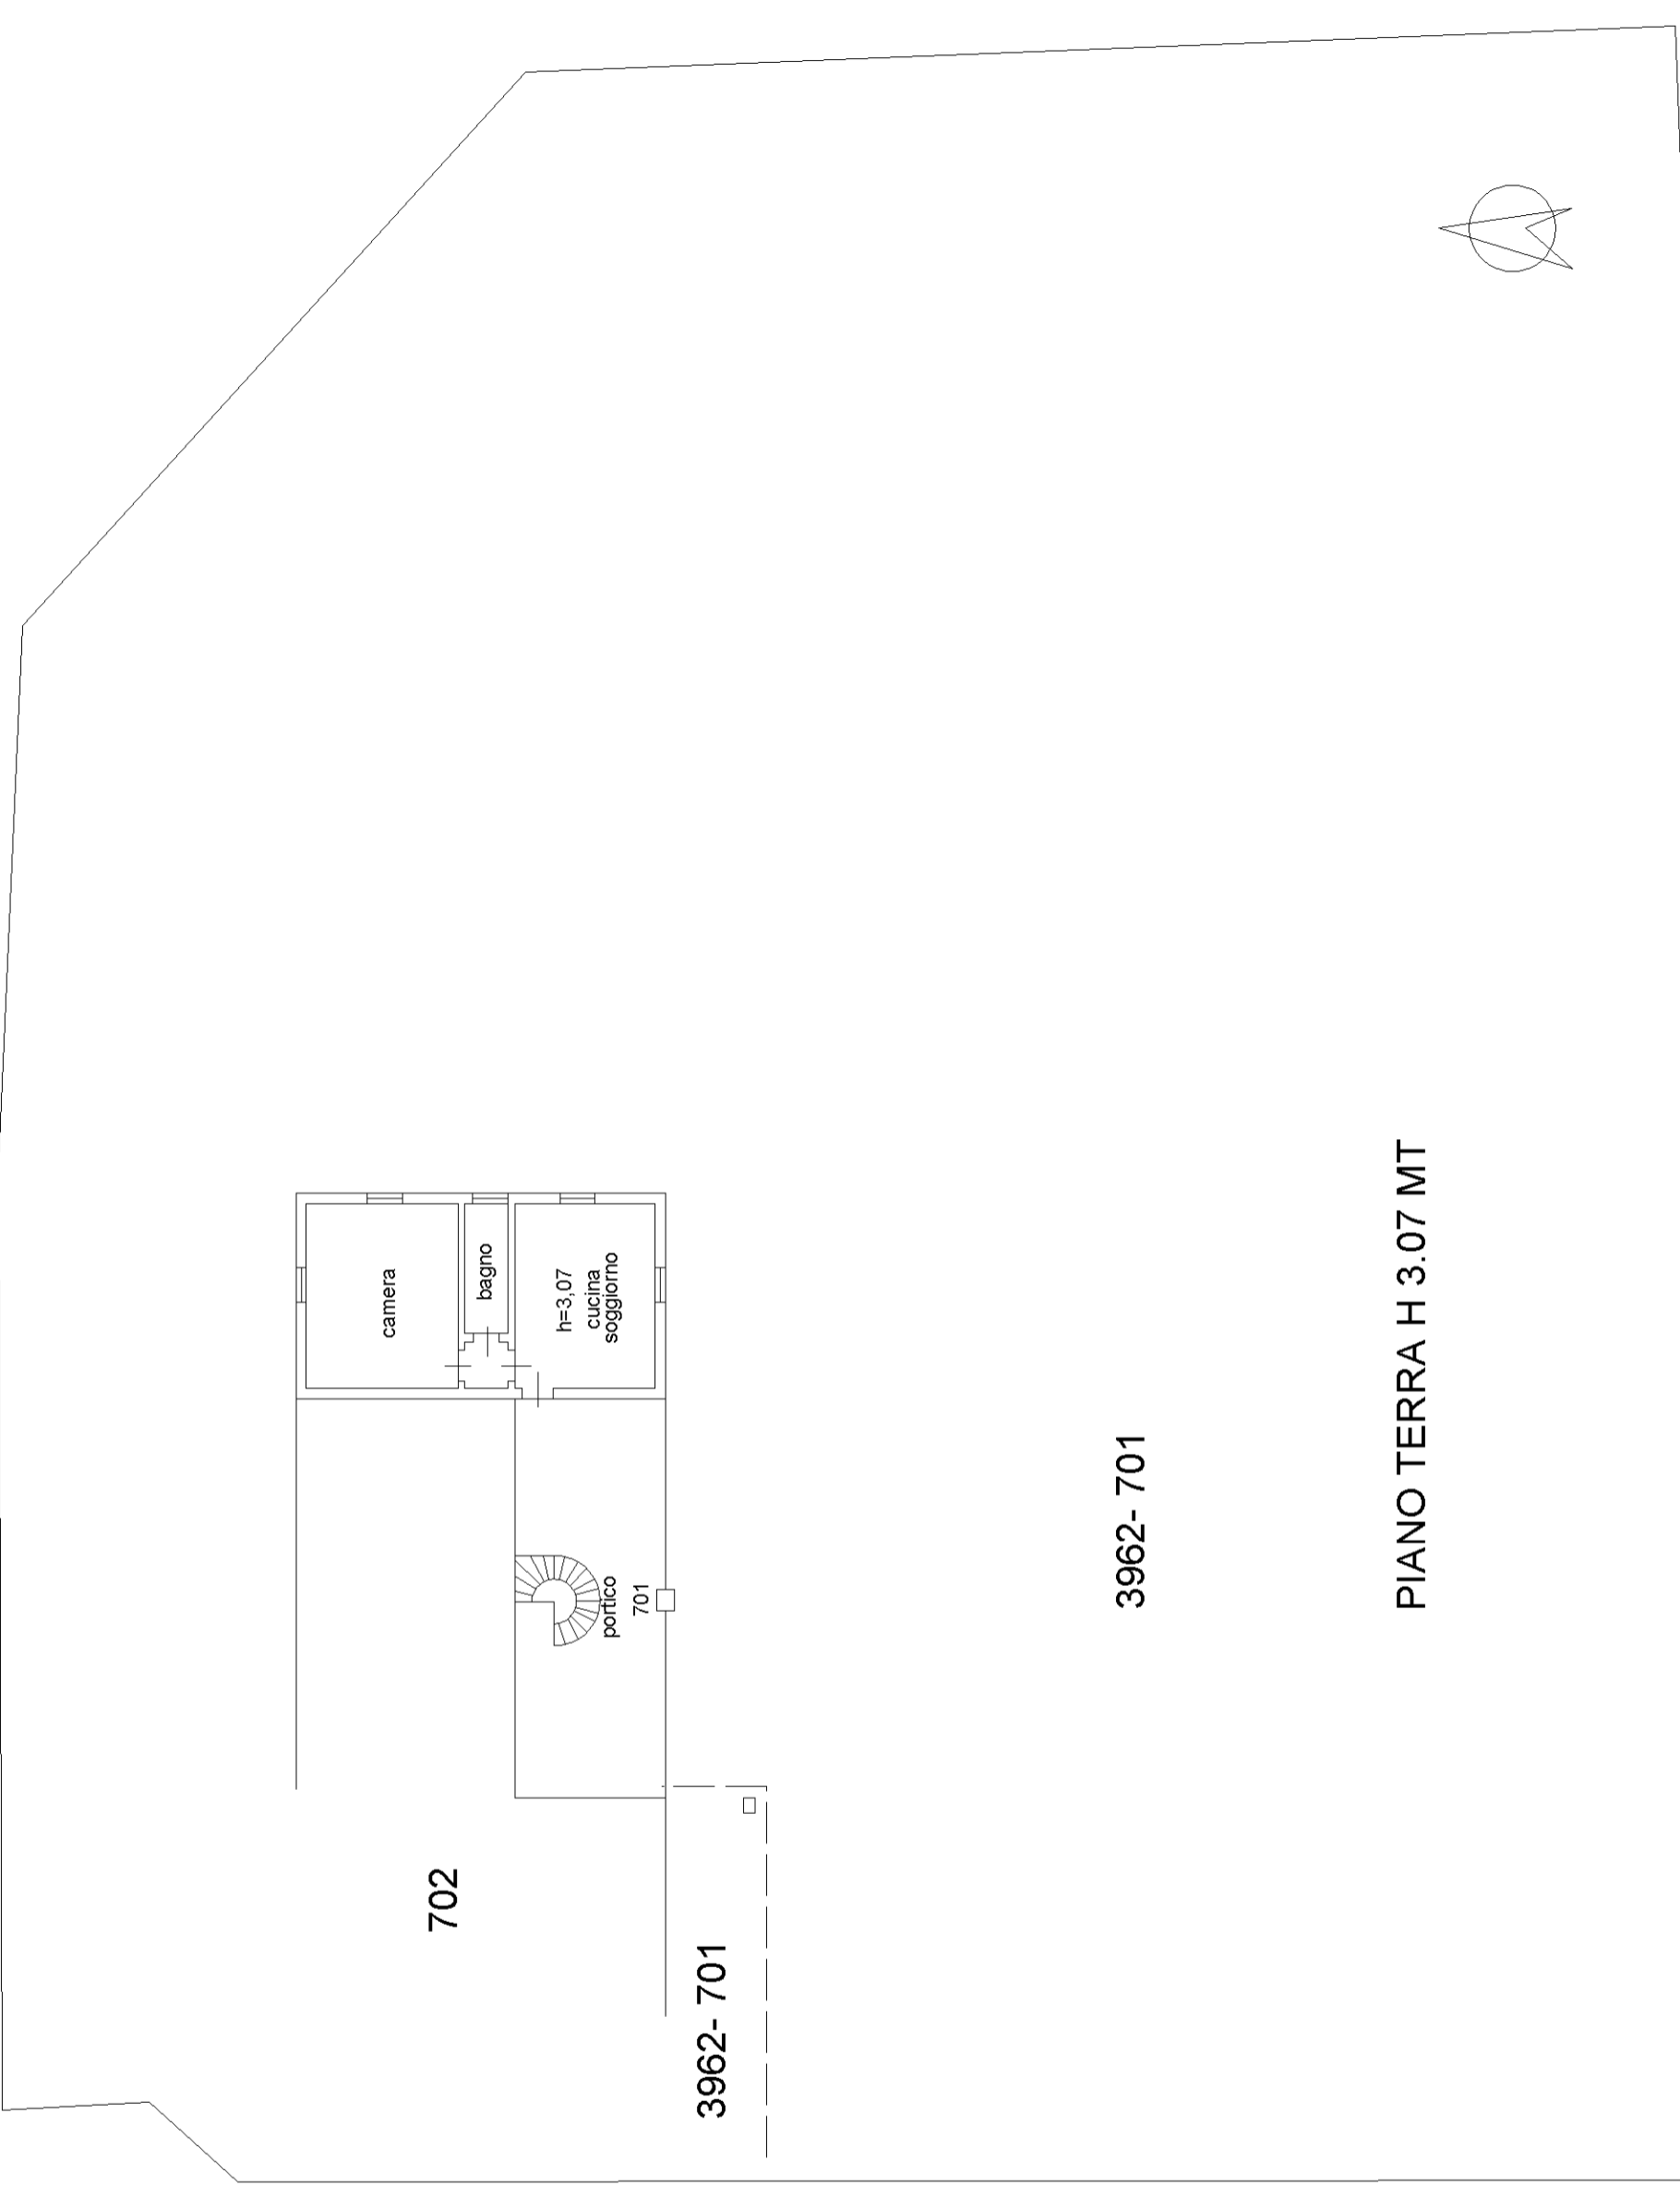 camera
bagno
h=3,07
cucina
soggiorno
portico
701
702
3962- 701
3962- 701
PIANO TERRA H 3.07 MT